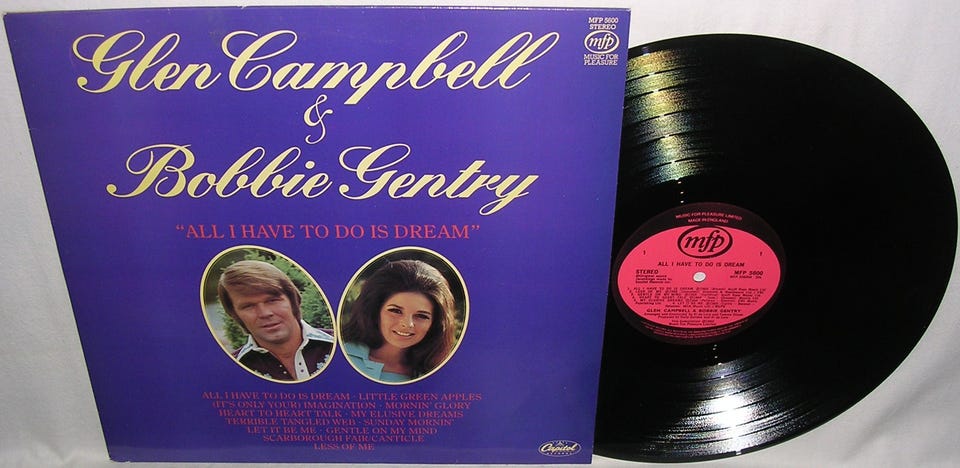 MFP 5600
STEREO
mfp
MUSIC FOR
PLEASURE
Glen Campbell
&
Bobbie Gentry
"ALL I HAVE TO DO IS DREAM"
ALL I HAVE TO DO IS DREAM · LITTLE GREEN APPLES
(IT'S ONLY YOUR) IMAGINATION · MORNIN' GLORY
HEART TO HEART TALK · MY ELUSIVE DREAMS
TERRIBLE TANGLED WEB · SUNDAY MORNIN'
LET IT BE ME · GENTLE ON MY MIND
SCARBOROUGH FAIR/CANTICLE
LESS OF ME
Capitol
RECORDS
MUSIC FOR PLEASURE LIMITED
MADE IN ENGLAND
mfp
1 1
ALL I HAVE TO DO IS DREAM
STEREO
MFP 5600
GLEN CAMPBELL & BOBBIE GENTRY